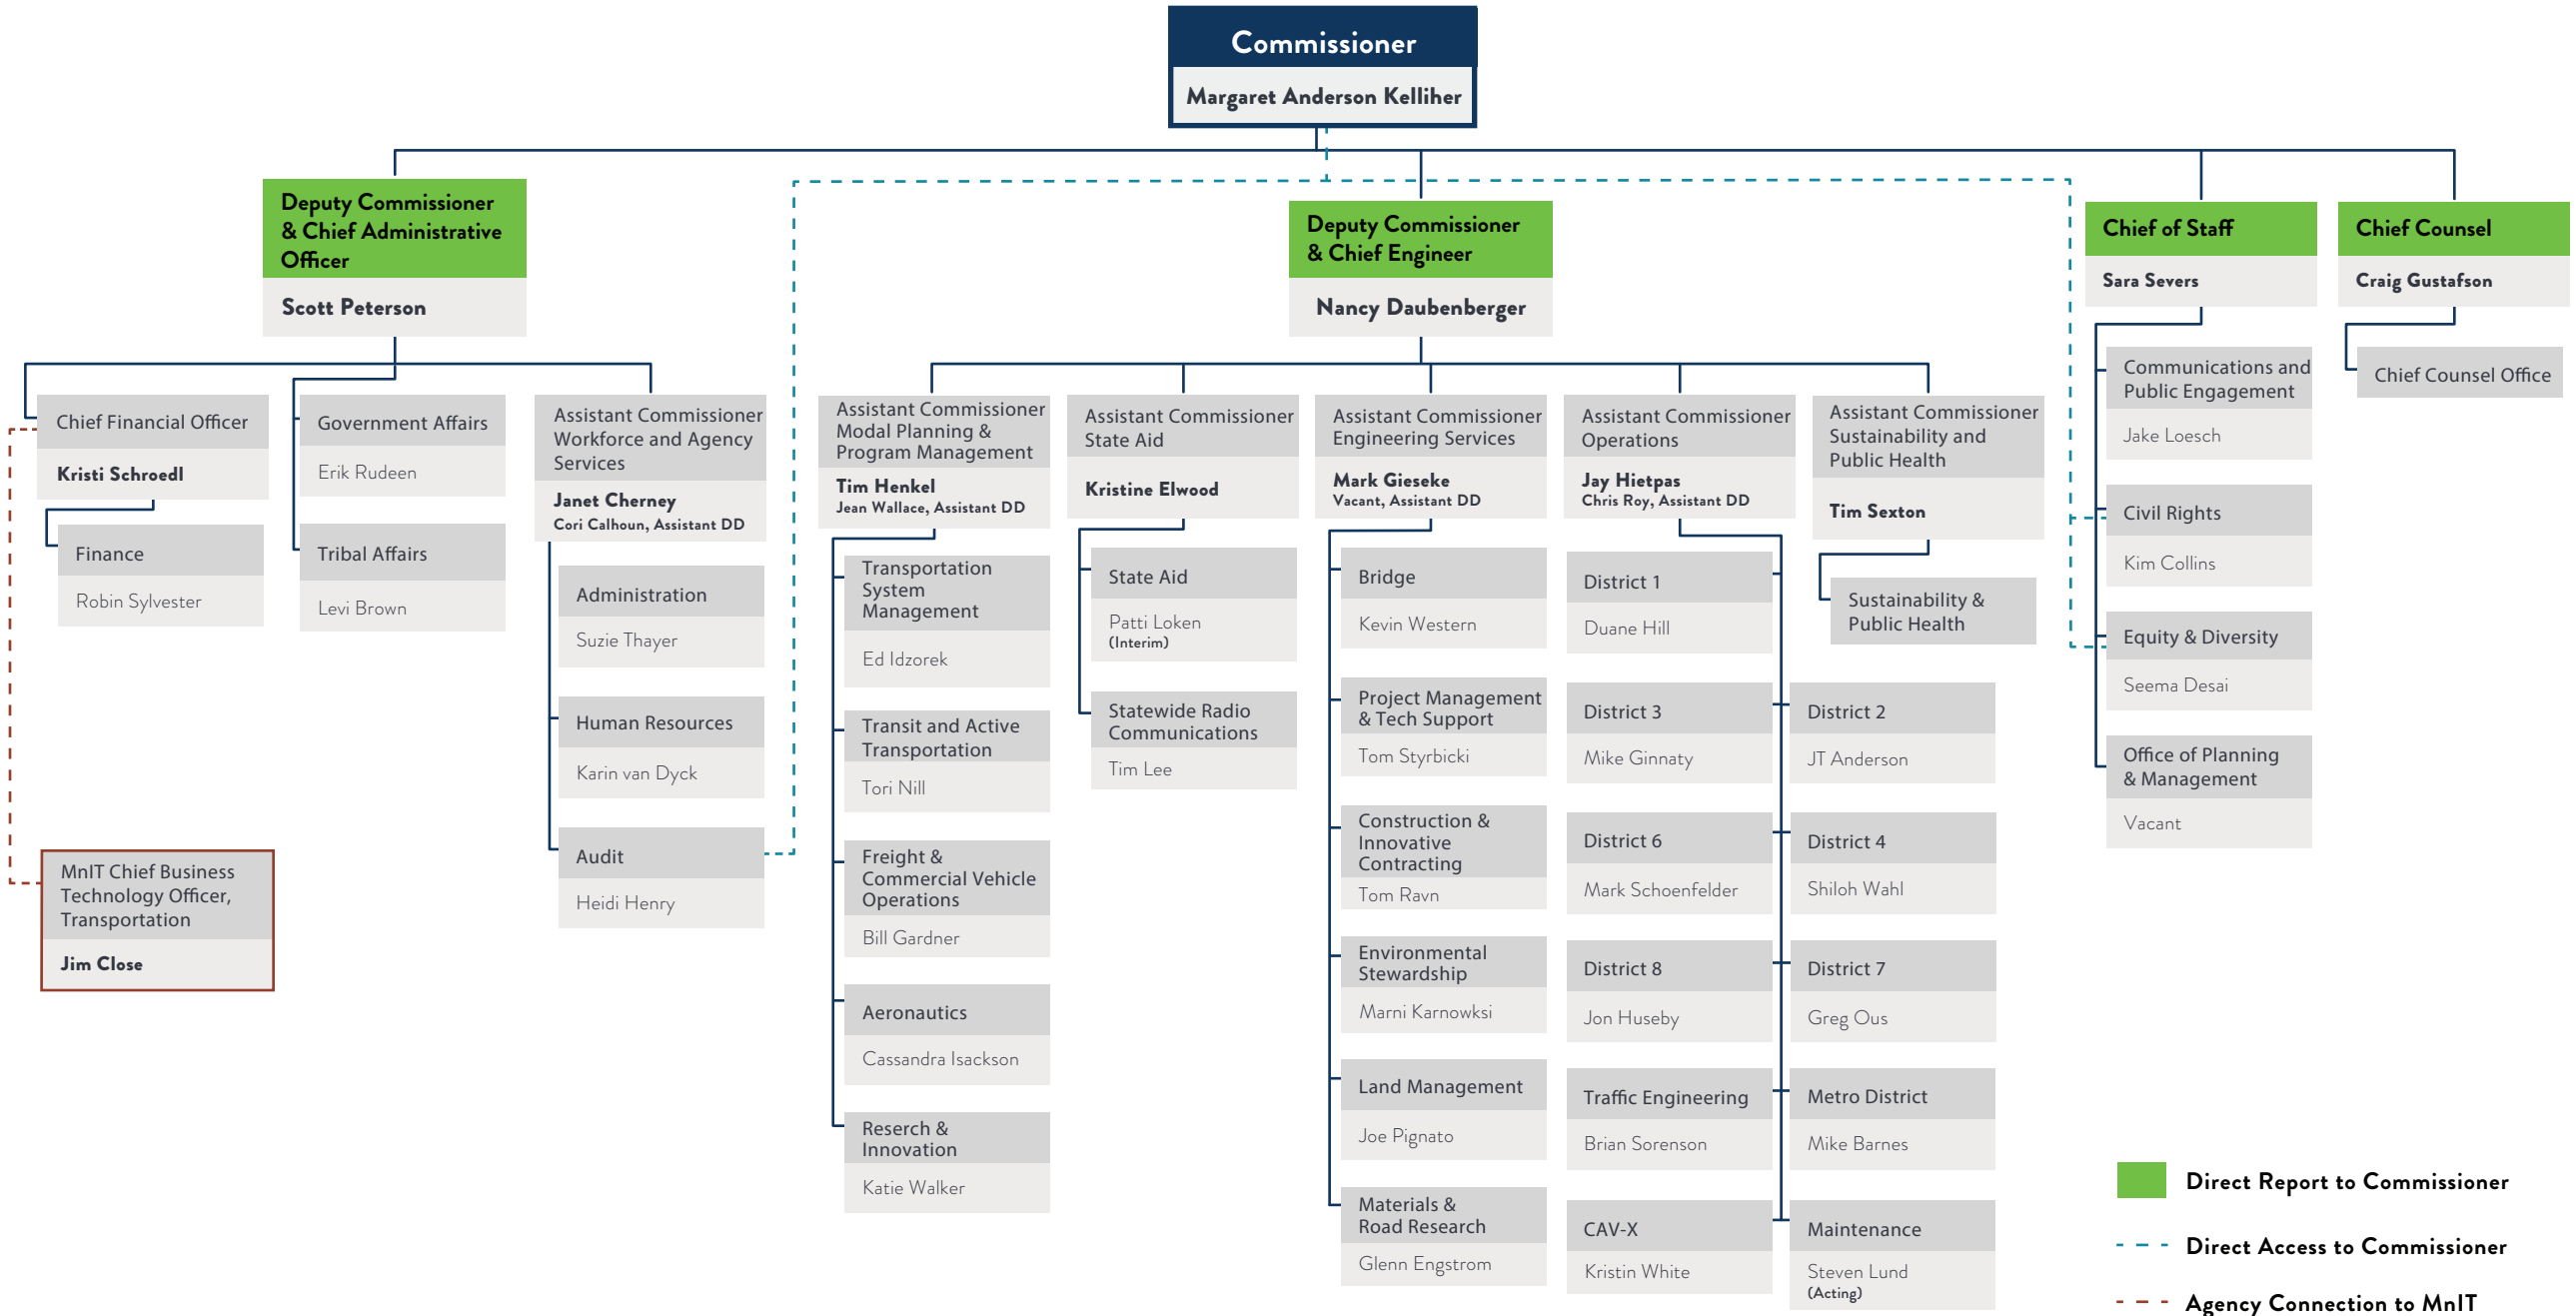 Commissioner
Margaret Anderson Kelliher
Deputy Commissioner
& Chief Administrative
Officer
Scott Peterson
Chief Financial Officer
Kristi Schroedl
Finance
Robin Sylvester
MnIT Chief Business
Technology Officer,
Transportation
Jim Close
Government Affairs
Erik Rudeen
Tribal Affairs
Levi Brown
Assistant Commissioner
Workforce and Agency
Services
Janet Cherney
Cori Calhoun, Assistant DD
Administration
Suzie Thayer
Human Resources
Karin van Dyck
Audit
Heidi Henry
Deputy Commissioner
& Chief Engineer
Nancy Daubenberger
Assistant Commissioner
Modal Planning &
Program Management
Tim Henkel
Jean Wallace, Assistant DD
Transportation
System
Management
Ed Idzorek
Transit and Active
Transportation
Tori Nill
Freight &
Commercial Vehicle
Operations
Bill Gardner
Aeronautics
Cassandra Isackson
Reserch &
Innovation
Katie Walker
Assistant Commissioner
State Aid
Kristine Elwood
State Aid
Patti Loken
(Interim)
Statewide Radio
Communications
Tim Lee
Assistant Commissioner
Engineering Services
Mark Gieseke
Vacant, Assistant DD
Bridge
Kevin Western
Project Management
& Tech Support
Tom Styrbicki
Construction &
Innovative
Contracting
Tom Ravn
Environmental
Stewardship
Marni Karnowksi
Land Management
Joe Pignato
Materials &
Road Research
Glenn Engstrom
Assistant Commissioner
Operations
Jay Hietpas
Chris Roy, Assistant DD
District 1
Duane Hill
District 3
Mike Ginnaty
District 2
JT Anderson
District 6
Mark Schoenfelder
District 4
Shiloh Wahl
District 8
Jon Huseby
District 7
Greg Ous
Traffic Engineering
Brian Sorenson
Metro District
Mike Barnes
CAV-X
Kristin White
Maintenance
Steven Lund
(Acting)
Assistant Commissioner
Sustainability and
Public Health
Tim Sexton
Sustainability &
Public Health
Chief of Staff
Sara Severs
Communications and
Public Engagement
Jake Loesch
Civil Rights
Kim Collins
Equity & Diversity
Seema Desai
Office of Planning
& Management
Vacant
Chief Counsel
Craig Gustafson
Chief Counsel Office
Direct Report to Commissioner
Direct Access to Commissioner
Agency Connection to MnIT